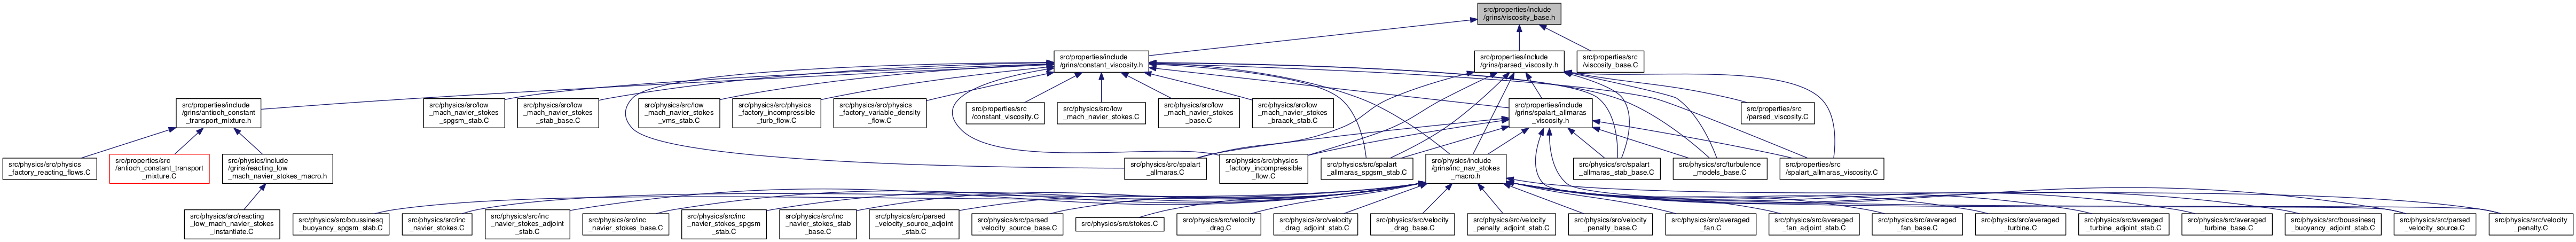 src/properties/include
/grins/viscosity_base.h
src/properties/include
/grins/constant_viscosity.h
src/properties/include
/grins/parsed_viscosity.h
src/properties/src
/viscosity_base.C
src/properties/include
/grins/antioch_constant
_transport_mixture.h
src/physics/src/low
_mach_navier_stokes
_spgsm_stab.C
src/physics/src/low
_mach_navier_stokes
_stab_base.C
src/physics/src/low
_mach_navier_stokes
_vms_stab.C
src/physics/src/physics
_factory_incompressible
_turb_flow.C
src/physics/src/physics
_factory_variable_density
_flow.C
src/properties/src
/constant_viscosity.C
src/physics/src/low
_mach_navier_stokes.C
src/physics/src/low
_mach_navier_stokes
_base.C
src/physics/src/low
_mach_navier_stokes
_braack_stab.C
src/properties/include
/grins/spalart_allmaras
_viscosity.h
src/properties/src
/parsed_viscosity.C
src/physics/src/physics
_factory_reacting_flows.C
src/properties/src
/antioch_constant_transport
_mixture.C
src/physics/include
/grins/reacting_low
_mach_navier_stokes_macro.h
src/physics/src/spalart
_allmaras.C
src/physics/src/physics
_factory_incompressible
_flow.C
src/physics/src/spalart
_allmaras_spgsm_stab.C
src/physics/include
/grins/inc_nav_stokes
_macro.h
src/physics/src/spalart
_allmaras_stab_base.C
src/physics/src/turbulence
_models_base.C
src/properties/src
/spalart_allmaras_viscosity.C
src/physics/src/reacting
_low_mach_navier_stokes
_instantiate.C
src/physics/src/boussinesq
_buoyancy_spgsm_stab.C
src/physics/src/inc
_navier_stokes.C
src/physics/src/inc
_navier_stokes_adjoint
_stab.C
src/physics/src/inc
_navier_stokes_base.C
src/physics/src/inc
_navier_stokes_spgsm
_stab.C
src/physics/src/inc
_navier_stokes_stab
_base.C
src/physics/src/parsed
_velocity_source_adjoint
_stab.C
src/physics/src/parsed
_velocity_source_base.C
src/physics/src/stokes.C
src/physics/src/velocity
_drag.C
src/physics/src/velocity
_drag_adjoint_stab.C
src/physics/src/velocity
_drag_base.C
src/physics/src/velocity
_penalty_adjoint_stab.C
src/physics/src/velocity
_penalty_base.C
src/physics/src/averaged
_fan.C
src/physics/src/averaged
_fan_adjoint_stab.C
src/physics/src/averaged
_fan_base.C
src/physics/src/averaged
_turbine.C
src/physics/src/averaged
_turbine_adjoint_stab.C
src/physics/src/averaged
_turbine_base.C
src/physics/src/boussinesq
_buoyancy_adjoint_stab.C
src/physics/src/parsed
_velocity_source.C
src/physics/src/velocity
_penalty.C